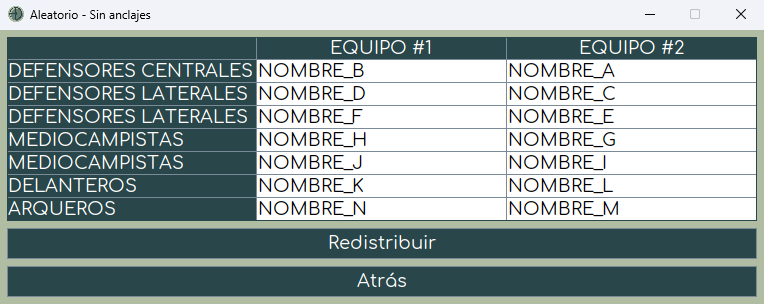 Aleatorio - Sin anclajes
EQUIPO #1 EQUIPO #2
DEFENSORES CENTRALES NOMBRE_B NOMBRE_A
DEFENSORES LATERALES NOMBRE_D NOMBRE_C
DEFENSORES LATERALES NOMBRE_F NOMBRE_E
MEDIOCAMPISTAS NOMBRE_H NOMBRE_G
MEDIOCAMPISTAS NOMBRE_J NOMBRE_I
DELANTEROS NOMBRE_K NOMBRE_L
ARQUEROS NOMBRE_N NOMBRE_M
Redistribuir
Atrás